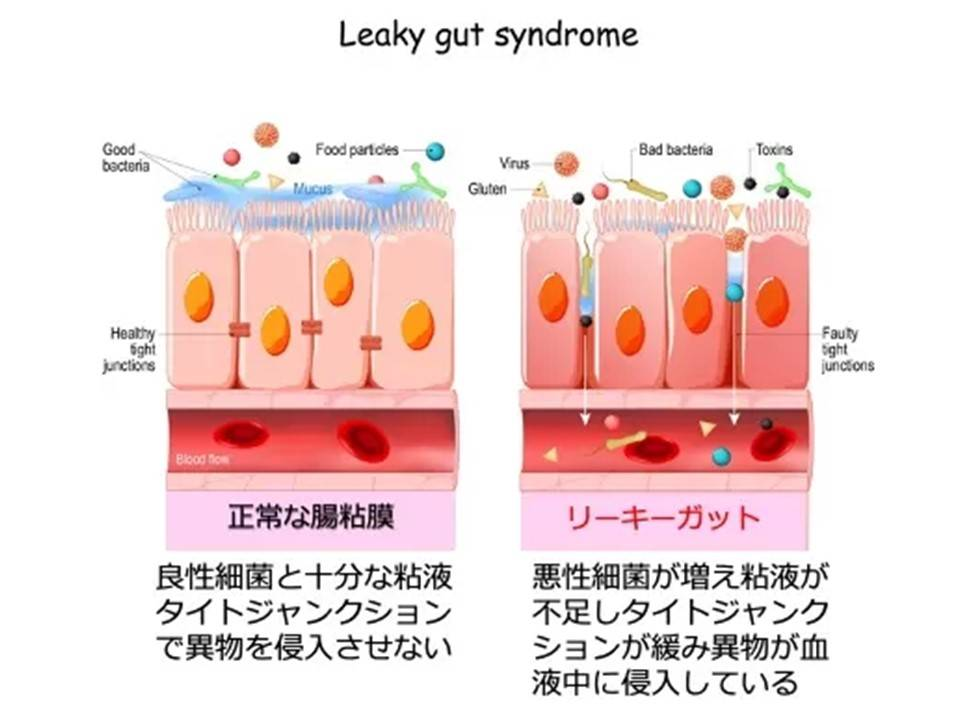 Leaky gut syndrome
Good
bacteria
Food particles
Mucus
Healthy
tight
junctions
Blood flow
正常な腸粘膜
良性細菌と十分な粘液
タイトジャンクション
で異物を侵入させない
Virus
Bad bacteria
Toxins
Gluten
Faulty
tight
junctions
リーキーガット
悪性細菌が増え粘液が
不足しタイトジャンク
ションが緩み異物が血
液中に侵入している